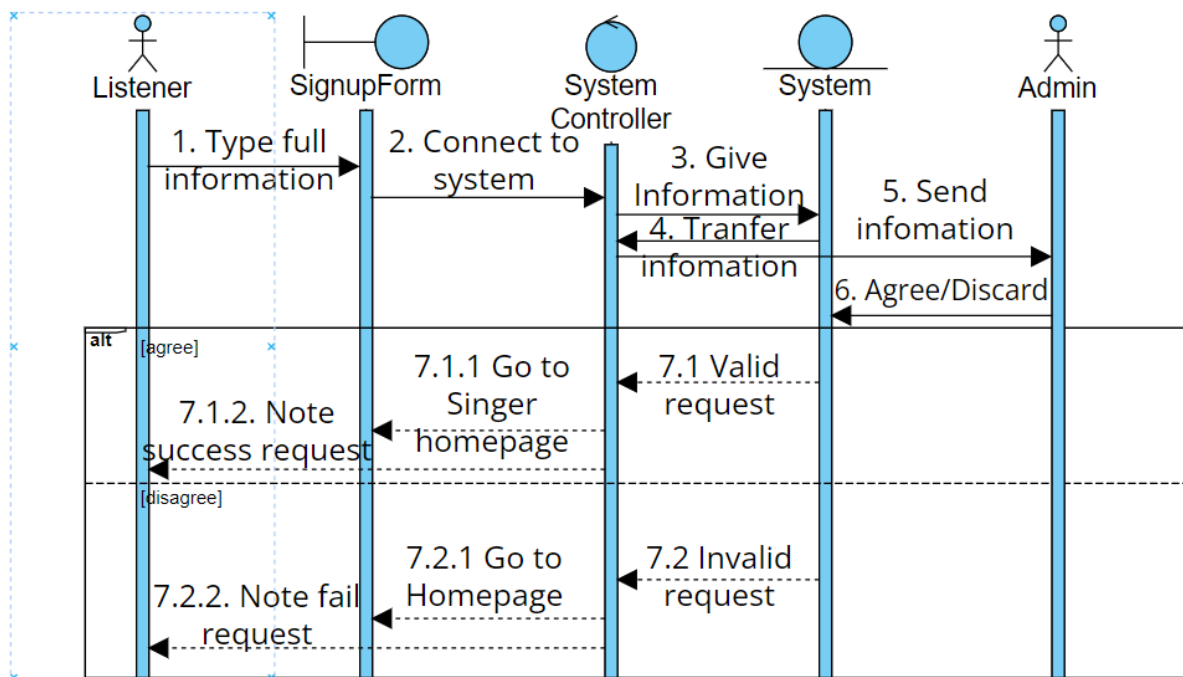 Listener
SignupForm
System
Controller
System
Admin
1. Type full
information
2. Connect to
system
3. Give
Information
4. Tranfer
infomation
5. Send
infomation
6. Agree/Discard
alt
[agree]
7.1 Valid
request
7.1.1 Go to
Singer
homepage
7.1.2. Note
success request
[disagree]
7.2 Invalid
request
7.2.1 Go to
Homepage
7.2.2. Note fail
request